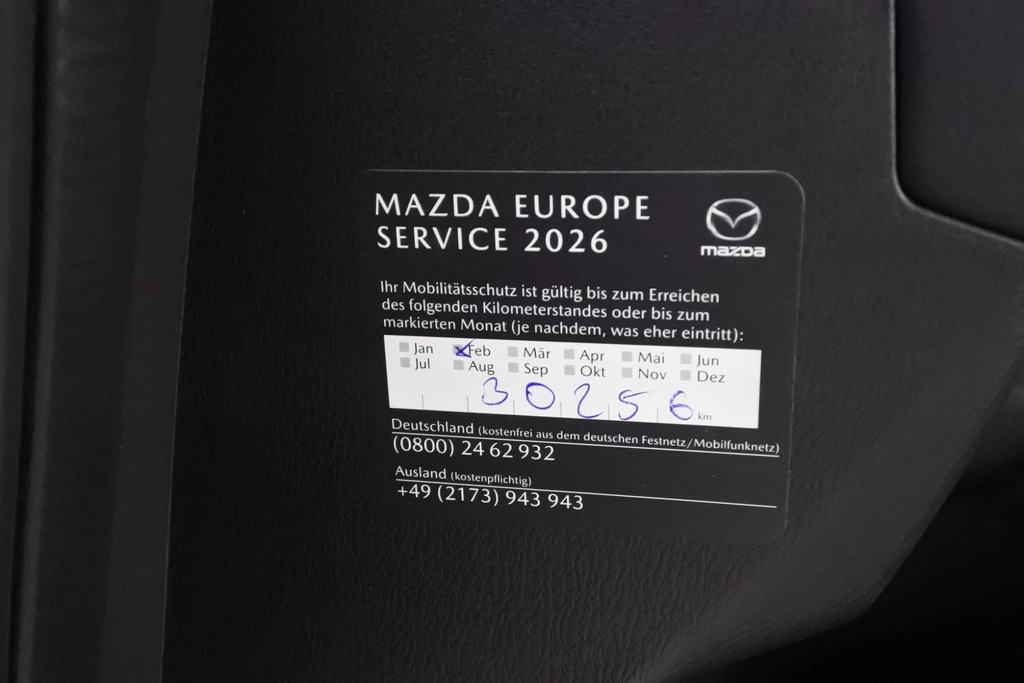 MAZDA EUROPE
SERVICE 2026
mazda
Ihr Mobilitätsschutz ist gültig bis zum Erreichen
des folgenden Kilometerstandes oder bis zum
markierten Monat (je nachdem, was eher eintritt):
Jan Feb Mär Apr Mai Jun
Jul Aug Sep Okt Nov Dez
30256 km
Deutschland (kostenfrei aus dem deutschen Festnetz/Mobilfunknetz)
(0800) 24 62 932
Ausland (kostenpflichtig)
+49 (2173) 943 943